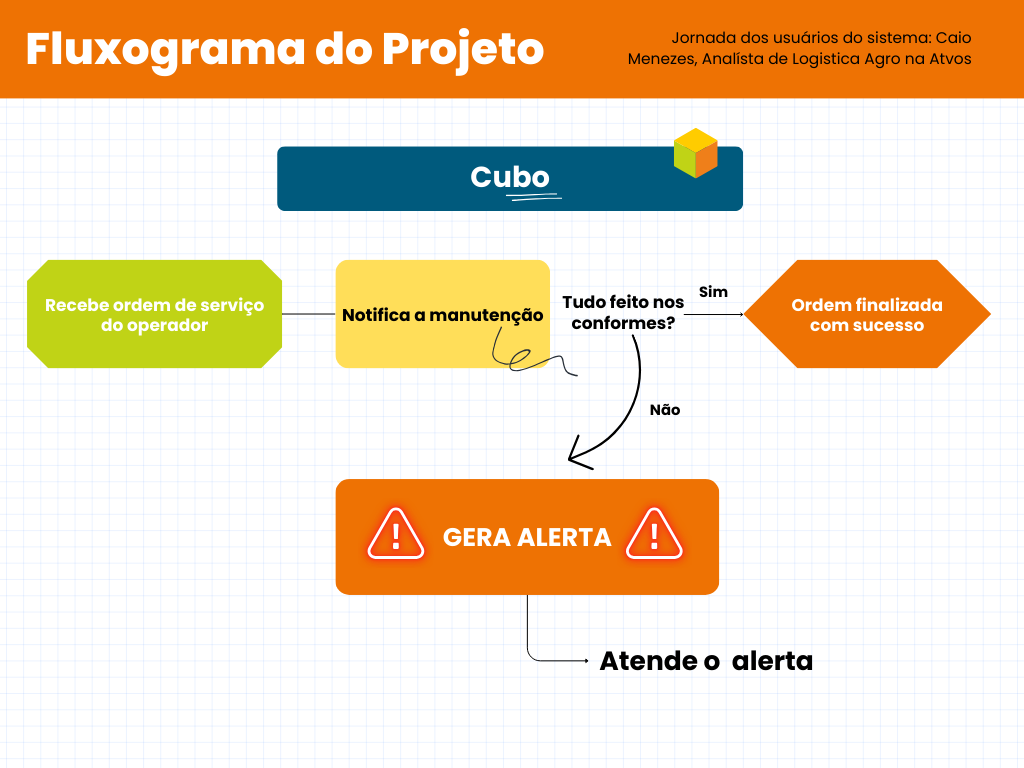 Fluxograma do Projeto
Jornada dos usuários do sistema: Caio
Menezes, Analísta de Logistica Agro na Atvos
Cubo
Recebe ordem de serviço
do operador
Notifica a manutenção
Tudo feito nos
conformes?
Sim
Ordem finalizada
com sucesso
Não
GERA ALERTA
Atende o alerta